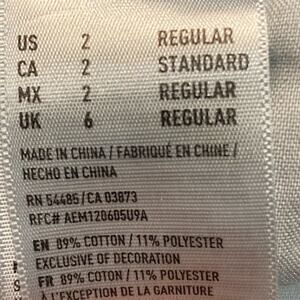 US 2 REGULAR
CA 2 STANDARD
MX 2 REGULAR
UK 6 REGULAR
MADE IN CHINA / FABRIQUÉ EN CHINE /
HECHO EN CHINA
RN 54485 / CA 03873
RFC# AEM120605U9A
EN 89% COTTON / 11% POLYESTER
EXCLUSIVE OF DECORATION
FR 89% COTON / 11% POLYESTER
À L'EXCEPTION DE LA GARNITURE